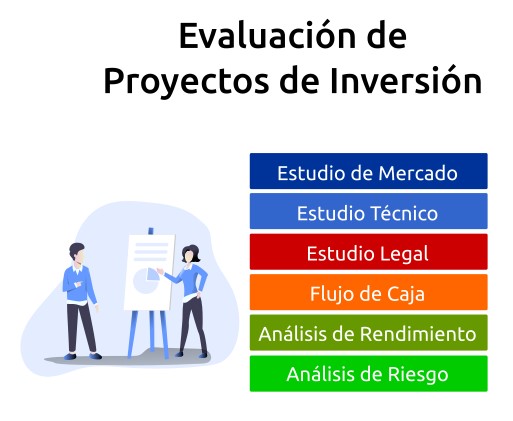 Evaluación de
Proyectos de Inversión
Estudio de Mercado
Estudio Técnico
Estudio Legal
Flujo de Caja
Análisis de Rendimiento
Análisis de Riesgo